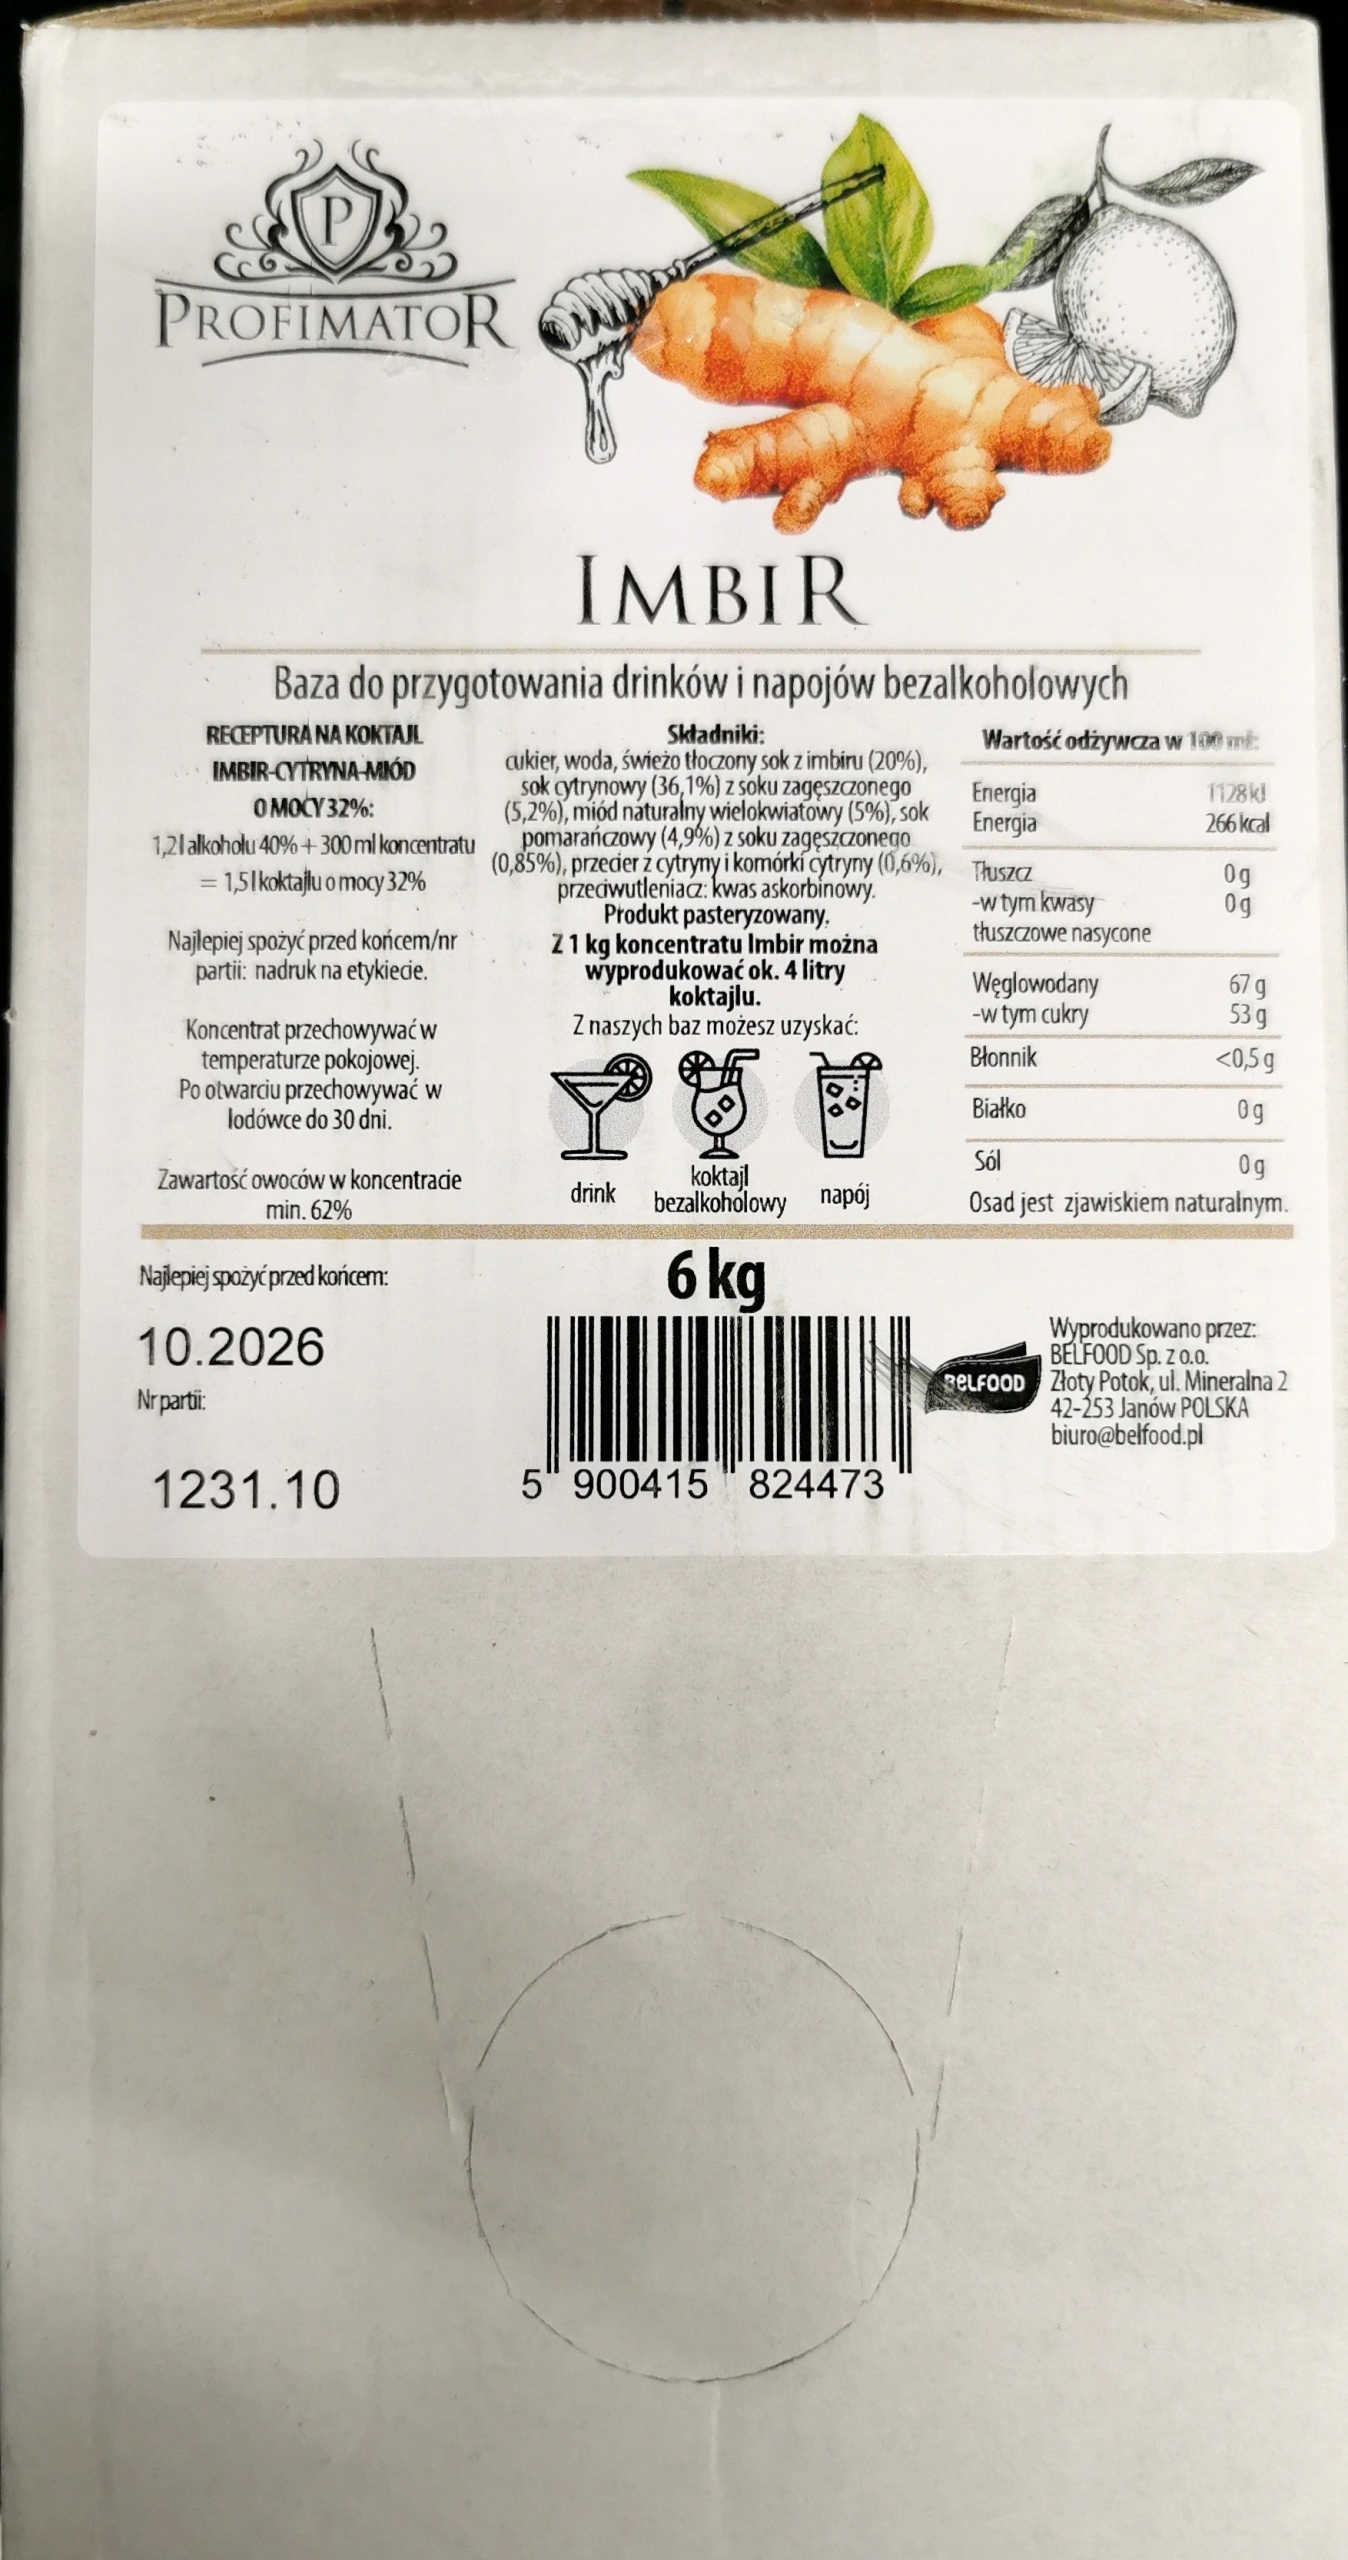 P
PROFIMATOR
IMBIR
Baza do przygotowania drinków i napojów bezalkoholowych
RECEPTURA NA KOKTAJL
IMBIR-CYTRYNA-MIÓD
O MOCY 32%:
1,2 l alkoholu 40% + 300 ml koncentratu
= 1,5 l koktajlu o mocy 32%
Najlepiej spożyć przed końcem/nr
partii: nadruk na etykiecie.
Koncentrat przechowywać w
temperaturze pokojowej.
Po otwarciu przechowywać w
lodówce do 30 dni.
Zawartość owoców w koncentracie
min. 62%
Składniki:
cukier, woda, świeżo tłoczony sok z imbiru (20%),
sok cytrynowy (36,1%) z soku zagęszczonego
(5,2%), miód naturalny wielokwiatowy (5%), sok
pomarańczowy (4,9%) z soku zagęszczonego
(0,85%), przecier z cytryny i komórki cytryny (0,6%),
przeciwutleniacz: kwas askorbinowy.
Produkt pasteryzowany.
Z 1 kg koncentratu Imbir można
wyprodukować ok. 4 litry
koktajlu.
Z naszych baz możesz uzyskać:
drink
koktajl
bezalkoholowy
napój
Wartość odżywcza w 100 ml:
Energia 1128 kJ
Energia 266 kcal
Tłuszcz 0 g
-w tym kwasy 0 g
tłuszczowe nasycone
Węglowodany 67 g
-w tym cukry 53 g
Błonnik <0,5 g
Białko 0 g
Sól 0 g
Osad jest zjawiskiem naturalnym.
Najlepiej spożyć przed końcem:
10.2026
Nr partii:
1231.10
6 kg
5 900415 824473
BELFOOD
Wyprodukowano przez:
BELFOOD Sp. z o.o.
Złoty Potok, ul. Mineralna 2
42-253 Janów POLSKA
biuro@belfood.pl